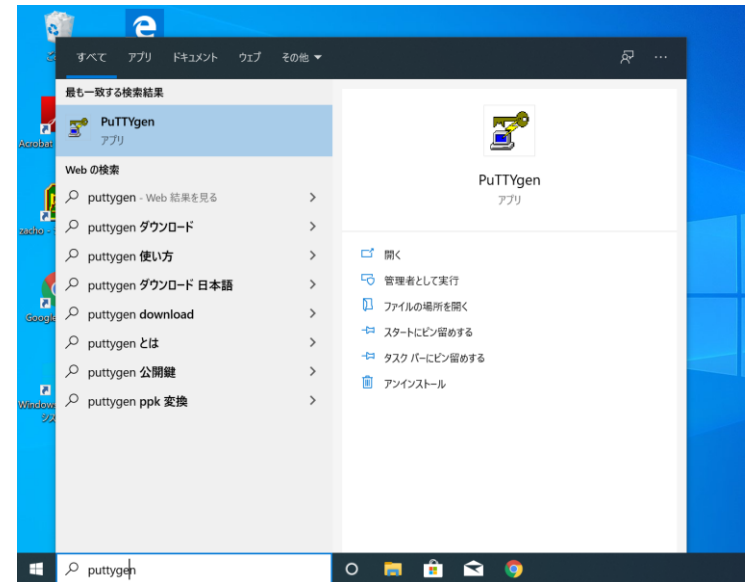 すべて アプリ ドキュメント ウェブ その他
最も一致する検索結果
PuTTYgen
アプリ
Web の検索
puttygen - Web 結果を見る
puttygen ダウンロード
puttygen 使い方
puttygen ダウンロード 日本語
puttygen download
puttygen とは
puttygen 公開鍵
puttygen ppk 変換
PuTTYgen
アプリ
開く
管理者として実行
ファイルの場所を開く
スタートにピン留めする
タスク バーにピン留めする
アンインストール
Acrobat
Google
puttygen